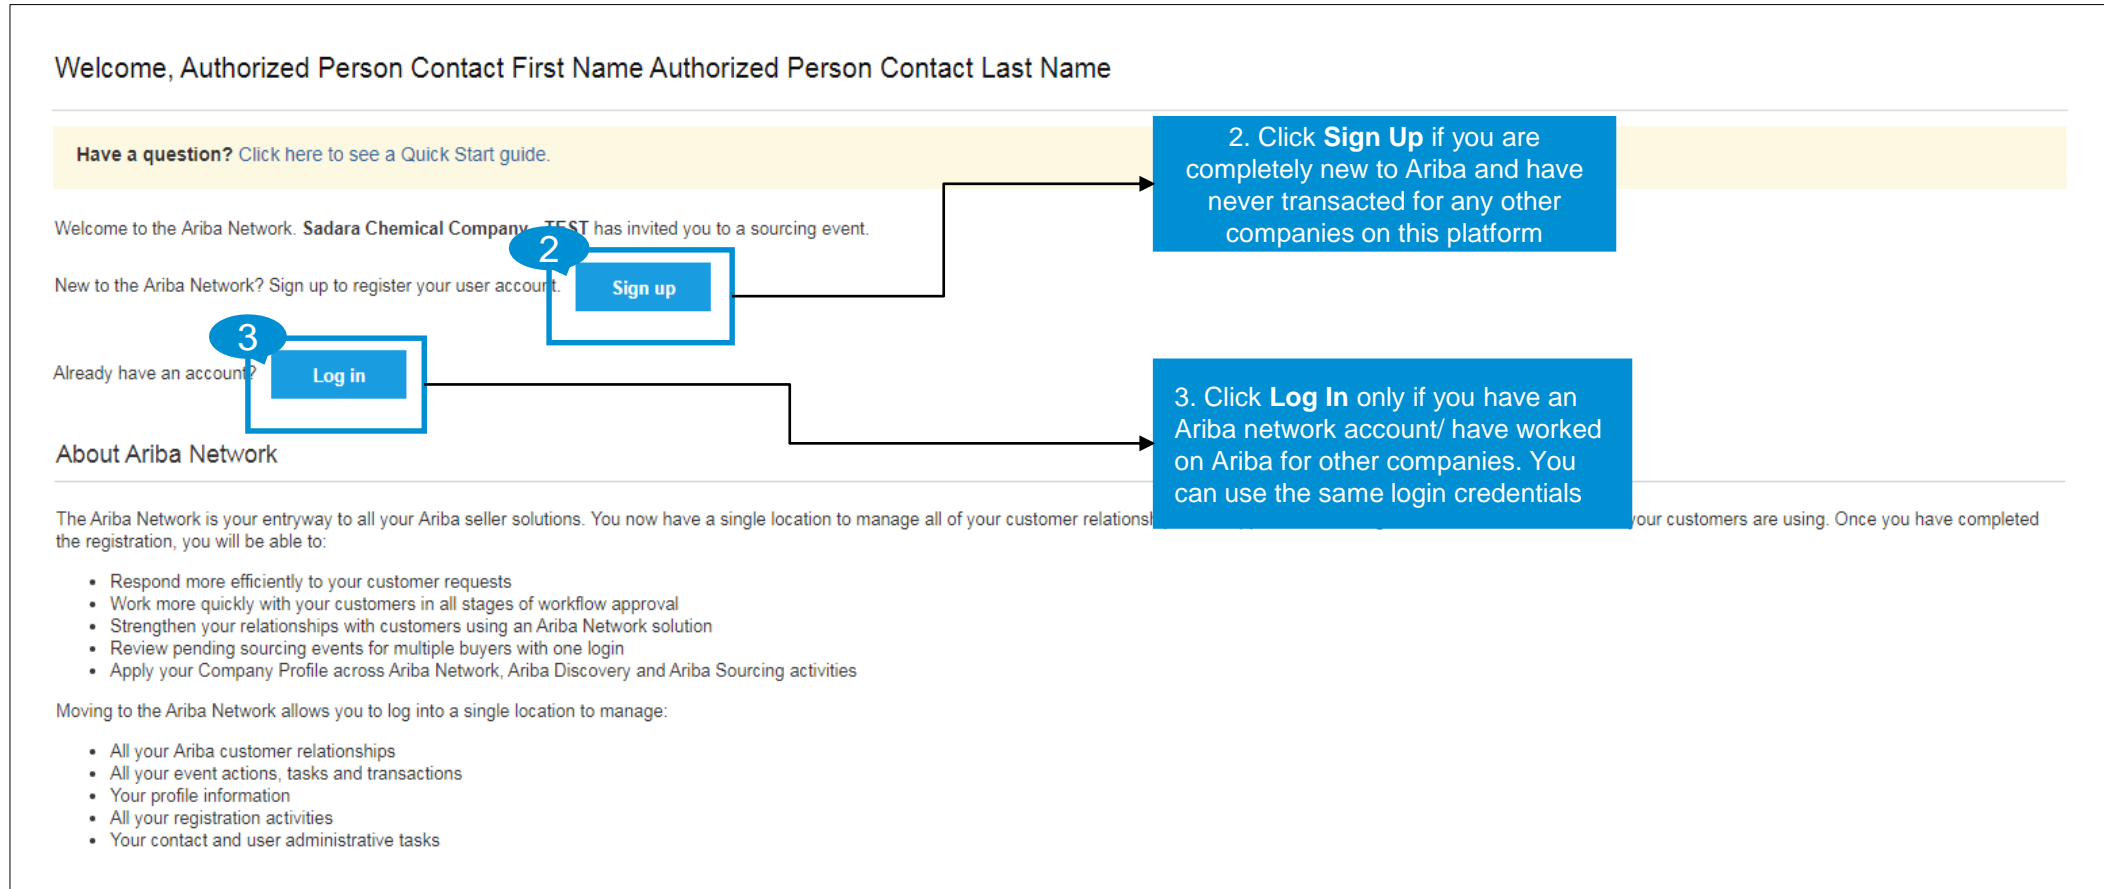 Welcome, Authorized Person Contact First Name Authorized Person Contact Last Name
Have a question? Click here to see a Quick Start guide.
2. Click Sign Up if you are
completely new to Ariba and have
never transacted for any other
companies on this platform
Welcome to the Ariba Network. Sadara Chemical Company - TEST has invited you to a sourcing event.
2
New to the Ariba Network? Sign up to register your user account.
Sign up
3
Already have an account?
Log in
3. Click Log In only if you have an
Ariba network account/ have worked
on Ariba for other companies. You
can use the same login credentials
About Ariba Network
The Ariba Network is your entryway to all your Ariba seller solutions. You now have a single location to manage all of your customer your customers are using. Once you have completed
the registration, you will be able to:
• Respond more efficiently to your customer requests
• Work more quickly with your customers in all stages of workflow approval
• Strengthen your relationships with customers using an Ariba Network solution
• Review pending sourcing events for multiple buyers with one login
• Apply your Company Profile across Ariba Network, Ariba Discovery and Ariba Sourcing activities
Moving to the Ariba Network allows you to log into a single location to manage:
• All your Ariba customer relationships
• All your event actions, tasks and transactions
• Your profile information
• All your registration activities
• Your contact and user administrative tasks